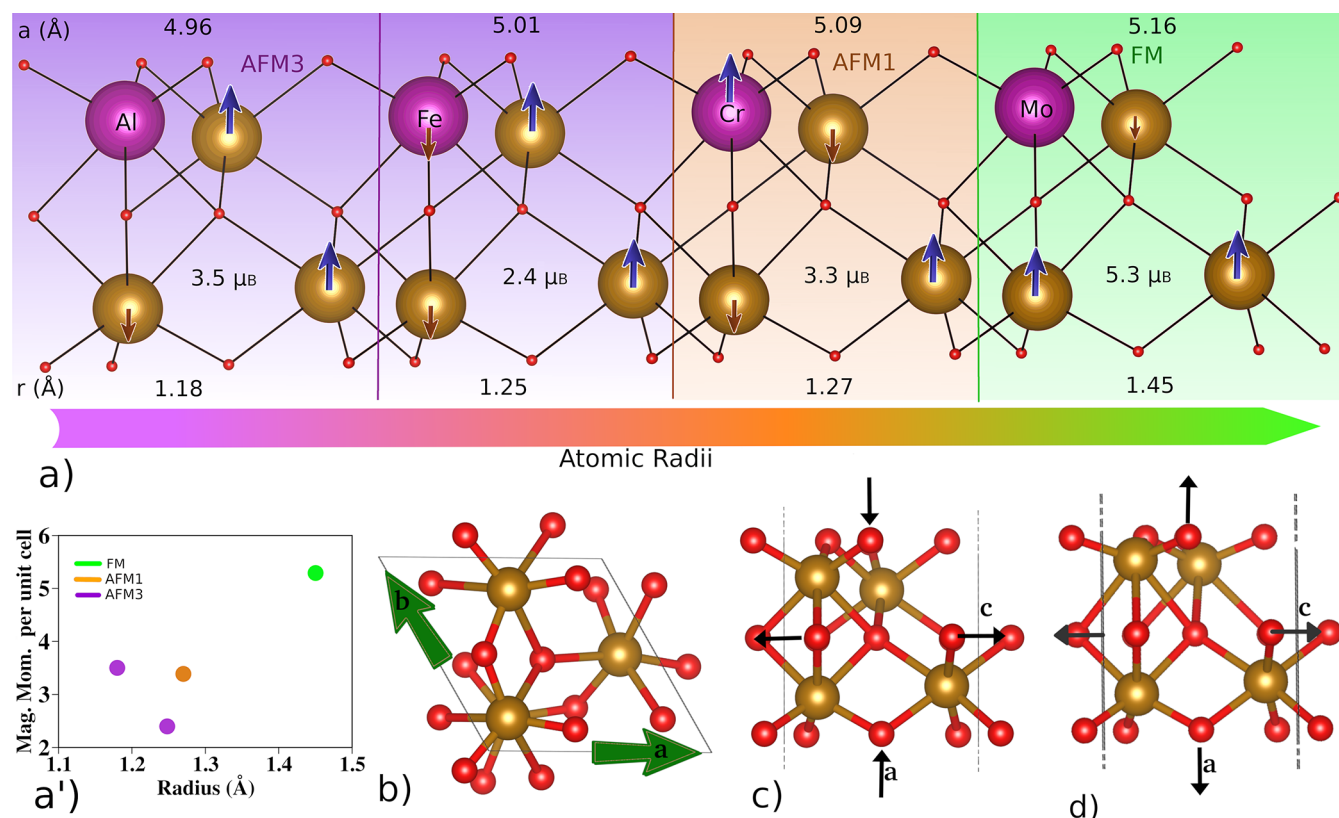 a (Å) 4.96 5.01 5.09 5.16
AFM3 AFM1 FM
Al Fe Cr Mo
3.5 μB 2.4 μB 3.3 μB 5.3 μB
r (Å) 1.18 1.25 1.27 1.45
Atomic Radii
a)
Mag. Mom. per unit cell
6
5
4
3
2
FM
AFM1
AFM3
1.1 1.2 1.3 1.4 1.5
Radius (Å)
a')
b
a
b)
c
a
c)
c
a
d)